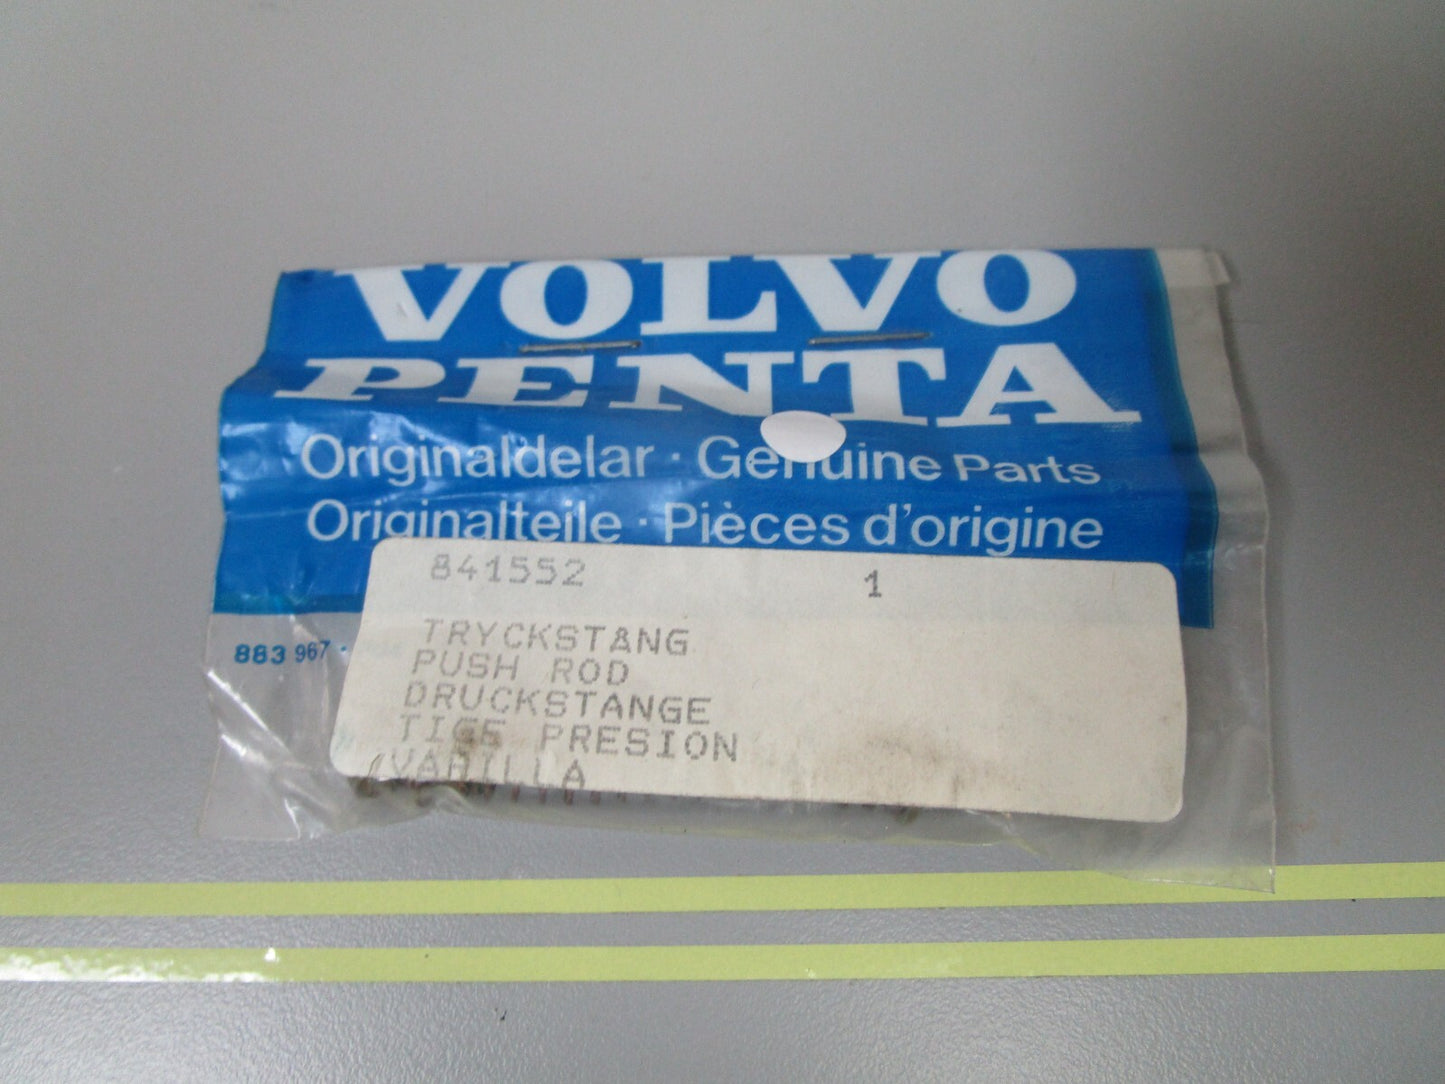 VOLVO
PENTA
Originaldelar · Genuine Parts
Originalteile · Pièces d'origine
841552 1
TRYCKSTANG
PUSH ROD
DRUCKSTANGE
TIGE PRESION
VARILLA
883 967 ·